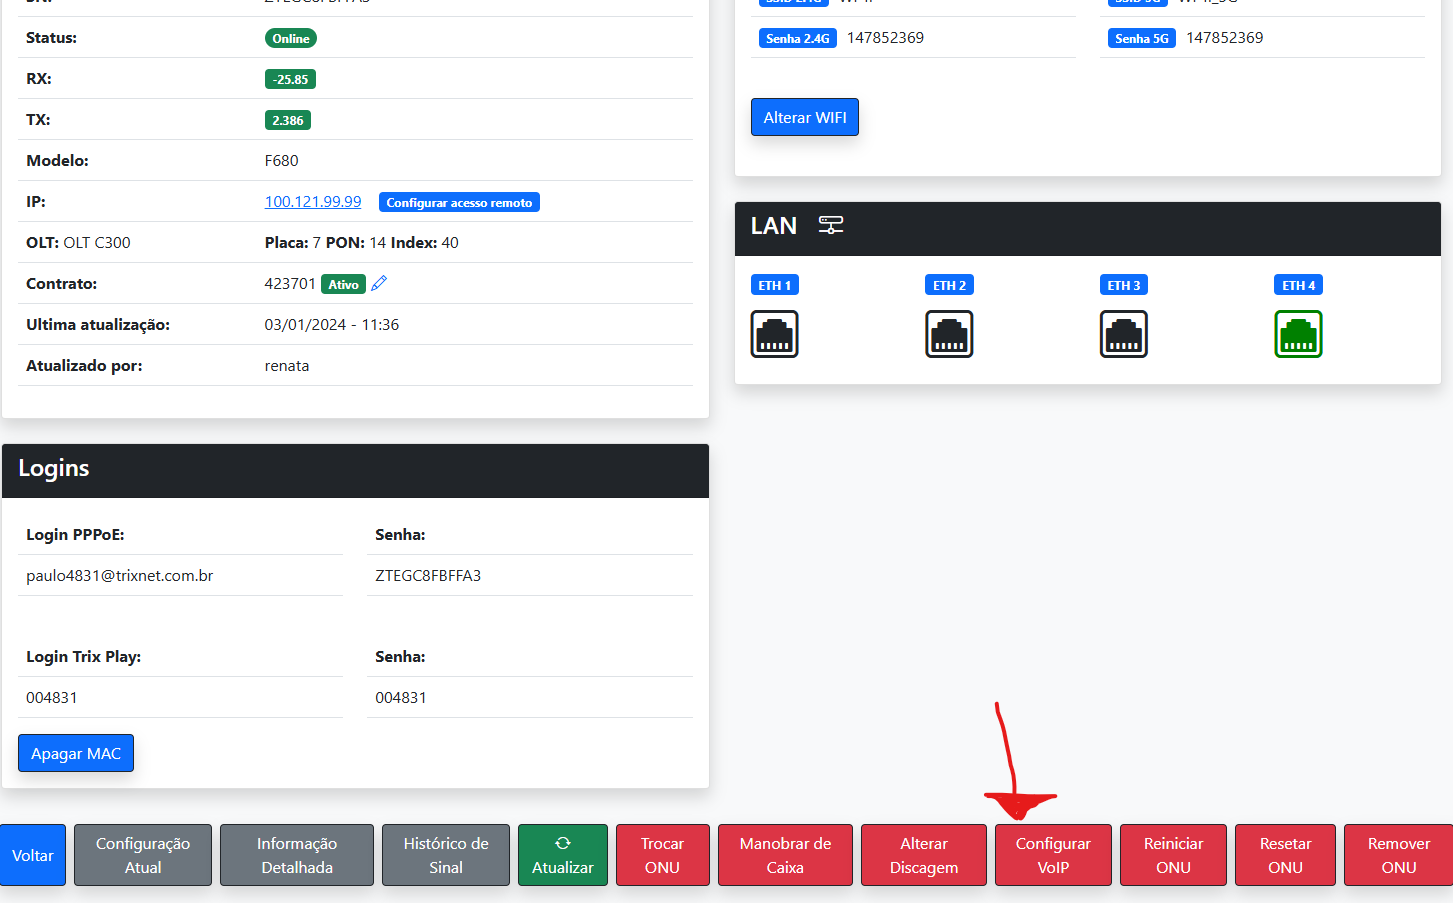 Status: Online
RX: -25.85
TX: 2.386
Modelo: F680
IP: 100.121.99.99 Configurar acesso remoto
OLT: OLT C300 Placa: 7 PON: 14 Index: 40
Contrato: 423701 Ativo
Ultima atualização: 03/01/2024 - 11:36
Atualizado por: renata
Senha 2.4G 147852369 Senha 5G 147852369
Alterar WIFI
LAN
ETH 1 ETH 2 ETH 3 ETH 4
Logins
Login PPPoE: Senha:
paulo4831@trixnet.com.br ZTEGC8FBFFA3
Login Trix Play: Senha:
004831 004831
Apagar MAC
Voltar
Configuração
Atual
Informação
Detalhada
Histórico de
Sinal
Atualizar
Trocar
ONU
Manobrar de
Caixa
Alterar
Discagem
Configurar
VoIP
Reiniciar
ONU
Resetar
ONU
Remover
ONU